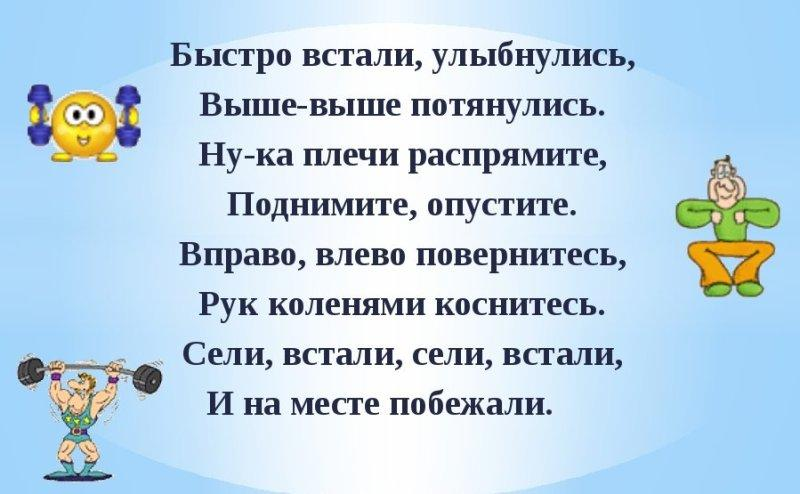 Быстро встали, улыбнулись,
Выше-выше потянулись.
Ну-ка плечи распрямите,
Поднимите, опустите.
Вправо, влево повернитесь,
Рук коленями коснитесь.
Сели, встали, сели, встали,
И на месте побежали.